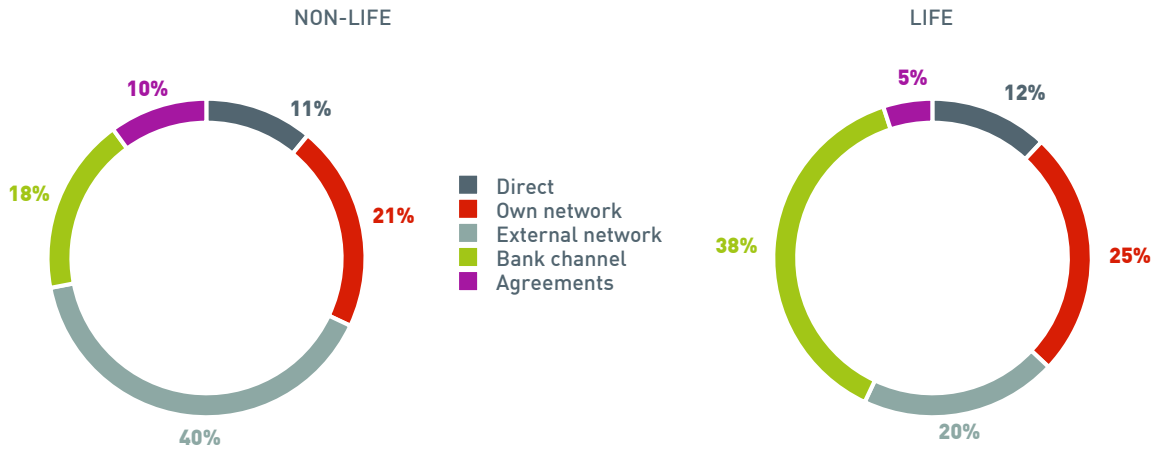 NON-LIFE
10%
11%
18%
21%
40%
Direct
Own network
External network
Bank channel
Agreements
LIFE
5%
12%
38%
25%
20%